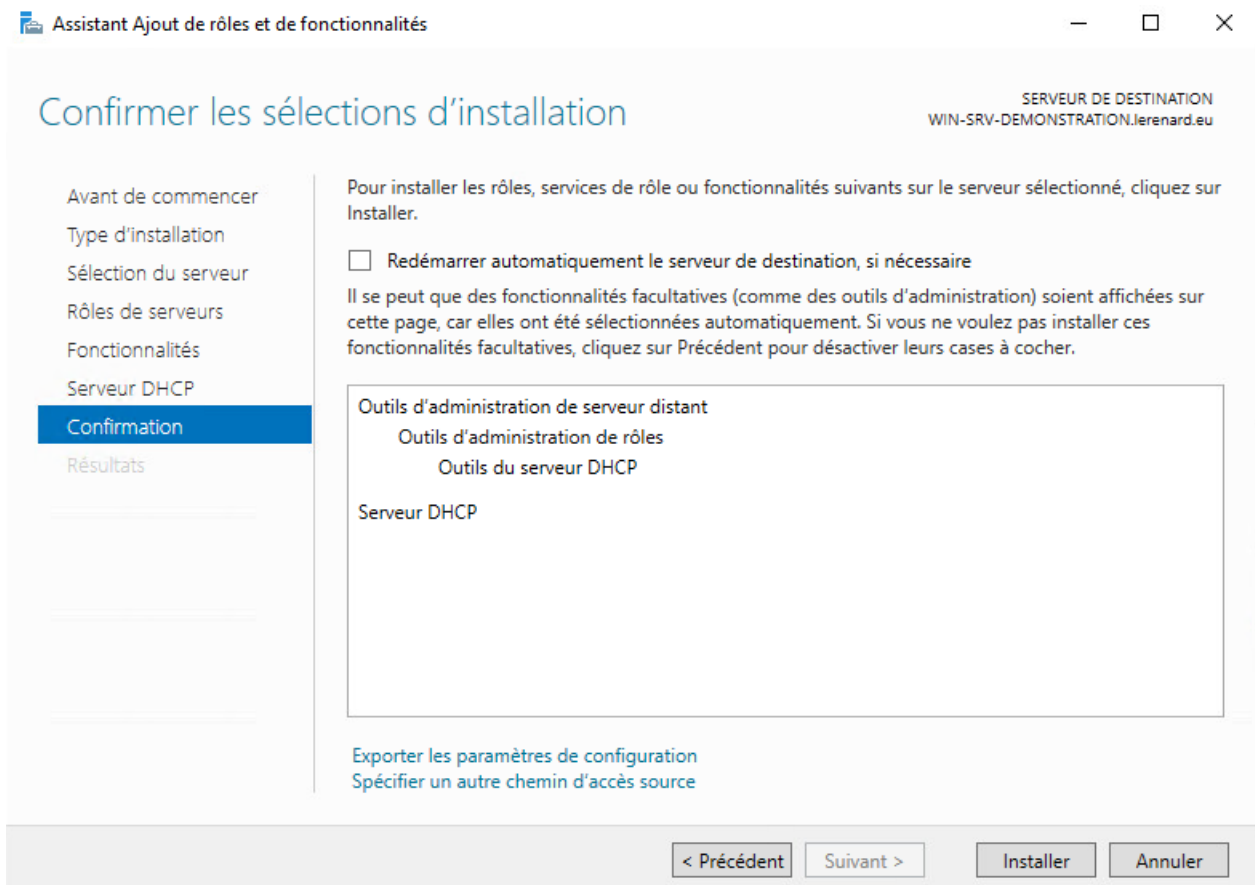 Assistant Ajout de rôles et de fonctionnalités
Confirmer les sélections d’installation
SERVEUR DE DESTINATION
WIN-SRV-DEMONSTRATION.lerenard.eu
Avant de commencer
Type d’installation
Sélection du serveur
Rôles de serveurs
Fonctionnalités
Serveur DHCP
Confirmation
Résultats
Pour installer les rôles, services de rôle ou fonctionnalités suivants sur le serveur sélectionné, cliquez sur
Installer.
Redémarrer automatiquement le serveur de destination, si nécessaire
Il se peut que des fonctionnalités facultatives (comme des outils d’administration) soient affichées sur
cette page, car elles ont été sélectionnées automatiquement. Si vous ne voulez pas installer ces
fonctionnalités facultatives, cliquez sur Précédent pour désactiver leurs cases à cocher.
Outils d’administration de serveur distant
Outils d’administration de rôles
Outils du serveur DHCP
Serveur DHCP
Exporter les paramètres de configuration
Spécifier un autre chemin d’accès source
< Précédent
Suivant >
Installer
Annuler